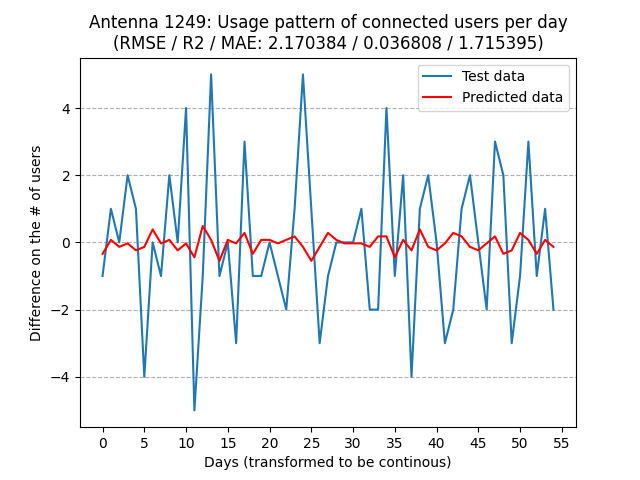 Antenna 1249: Usage pattern of connected users per day
(RMSE / R2 / MAE: 2.170384 / 0.036808 / 1.715395)
Test data
Predicted data
Difference on the # of users
4
2
0
−2
−4
0 5 10 15 20 25 30 35 40 45 50 55
Days (transformed to be continous)